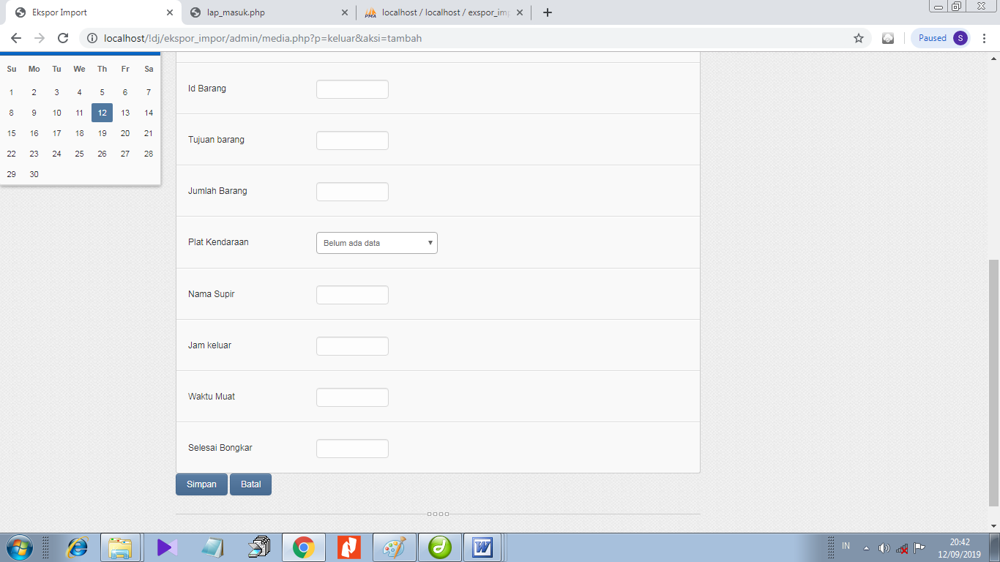 Ekspor Import
lap_masuk.php
localhost / localhost / exspor_im
localhost/!dj/ekspor_impor/admin/media.php?p=keluar&aksi=tambah
Paused S
Su Mo Tu We Th Fr Sa
1 2 3 4 5 6 7
8 9 10 11 12 13 14
15 16 17 18 19 20 21
22 23 24 25 26 27 28
29 30
Id Barang
Tujuan barang
Jumlah Barang
Plat Kendaraan
Belum ada data
Nama Supir
Jam keluar
Waktu Muat
Selesai Bongkar
Simpan
Batal
IN
20:42
12/09/2019